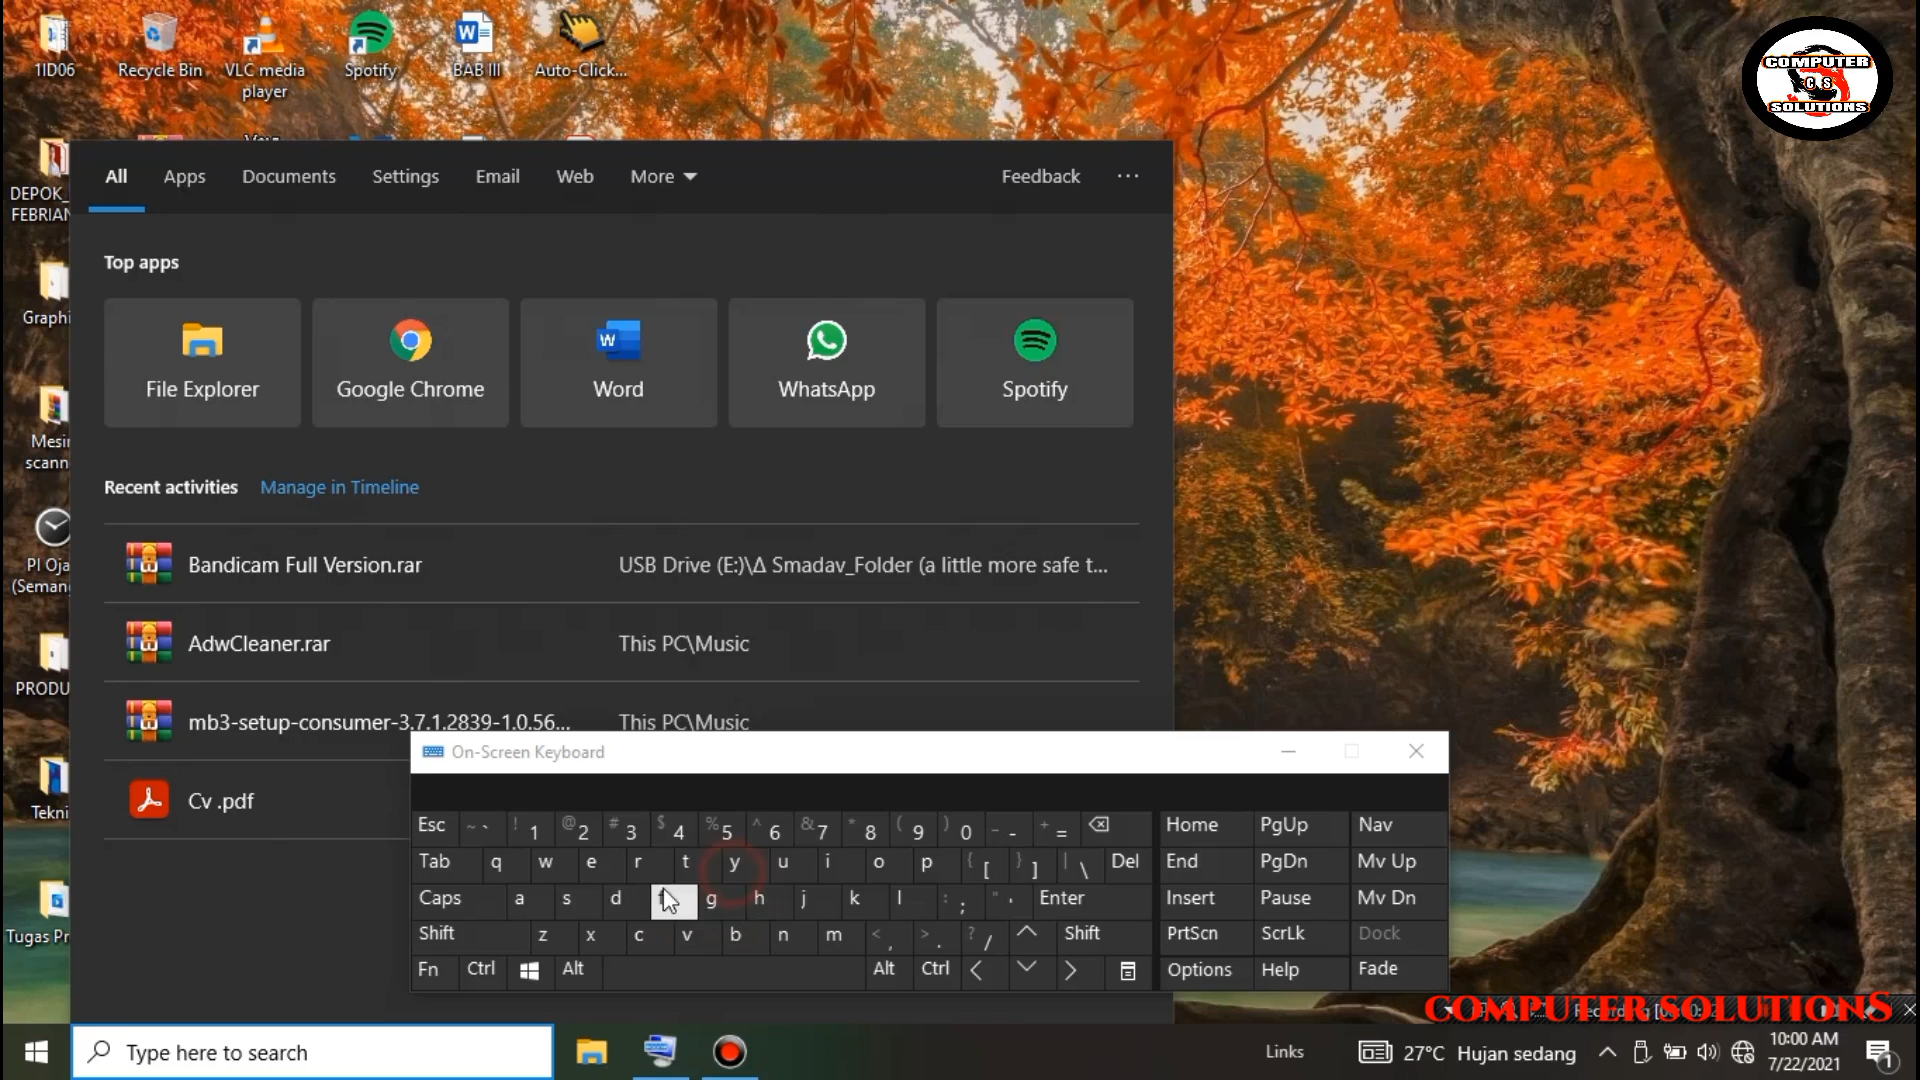 1ID06
Recycle Bin
VLC media
player
Spotify
BAB III
Auto-Click...
COMPUTER
C S
SOLUTIONS
DEPOK_
FEBRIAN
Graphi
Mesin
scann
PI Oja
(Semang
PRODU
Tekni
Tugas Pr
All
Apps
Documents
Settings
Email
Web
More
Feedback
...
Top apps
File Explorer
Google Chrome
Word
WhatsApp
Spotify
Recent activities
Manage in Timeline
Bandicam Full Version.rar
USB Drive (E:)\Δ Smadav_Folder (a little more safe t...
AdwCleaner.rar
This PC\Music
mb3-setup-consumer-3.7.1.2839-1.0.56...
This PC\Music
Cv .pdf
On-Screen Keyboard
Esc ~ ` ! 1 @ 2 # 3 $ 4 % 5 ^ 6 & 7 * 8 ( 9 ) 0 _ - + = Home PgUp Nav
Tab q w e r t y u i o p { [ } ] | \ Del End PgDn Mv Up
Caps a s d g h j k l : ; " ' Enter Insert Pause Mv Dn
Shift z x c v b n m < , > . ? / Shift PrtScn ScrLk Dock
Fn Ctrl Alt Alt Ctrl Options Help Fade
COMPUTER SOLUTIONS
Type here to search
Links
27°C Hujan sedang
10:00 AM
7/22/2021
1